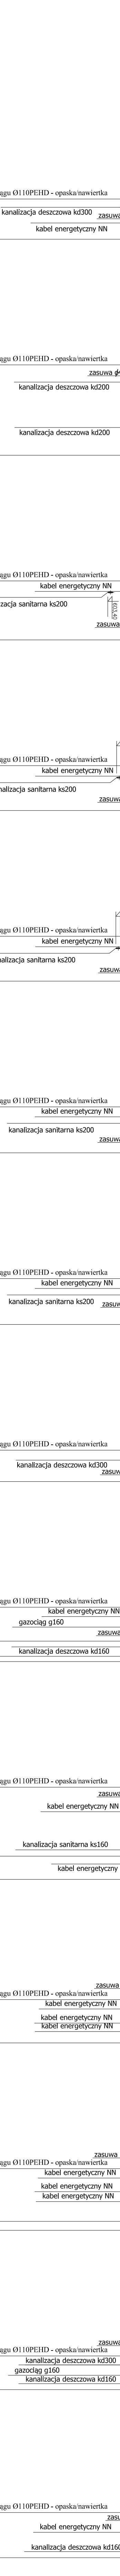 ągu Ø110PEHD - opaska/nawiertka
kanalizacja deszczowa kd300
zasuwa
kabel energetyczny NN
ągu Ø110PEHD - opaska/nawiertka
zasuwa
kanalizacja deszczowa kd200
kanalizacja deszczowa kd200
ągu Ø110PEHD - opaska/nawiertka
kabel energetyczny NN
zacja sanitarna ks200
zasuwa
ągu Ø110PEHD - opaska/nawiertka
kabel energetyczny NN
nalizacja sanitarna ks200
zasuwa
ągu Ø110PEHD - opaska/nawiertka
kabel energetyczny NN
nalizacja sanitarna ks200
zasuwa
ągu Ø110PEHD - opaska/nawiertka
kabel energetyczny NN
kanalizacja sanitarna ks200
zasuwa
ągu Ø110PEHD - opaska/nawiertka
kabel energetyczny NN
kanalizacja sanitarna ks200
zasuwa
ągu Ø110PEHD - opaska/nawiertka
kanalizacja deszczowa kd300
zasuw
ągu Ø110PEHD - opaska/nawiertka
kabel energetyczny NN
gazociąg g160
zasuwa
kanalizacja deszczowa kd160
ągu Ø110PEHD - opaska/nawiertka
zasuwa
kabel energetyczny NN
kanalizacja sanitarna ks160
kabel energetyczny
zasuwa
ągu Ø110PEHD - opaska/nawiertka
kabel energetyczny NN
kabel energetyczny NN
kabel energetyczny NN
zasuwa
ągu Ø110PEHD - opaska/nawiertka
kabel energetyczny NN
kabel energetyczny NN
kabel energetyczny NN
zasuwa
ągu Ø110PEHD - opaska/nawiertka
kanalizacja deszczowa kd300
gazociąg g160
kanalizacja deszczowa kd160
ągu Ø110PEHD - opaska/nawiertka
zasu
kabel energetyczny NN
kanalizacja deszczowa kd160